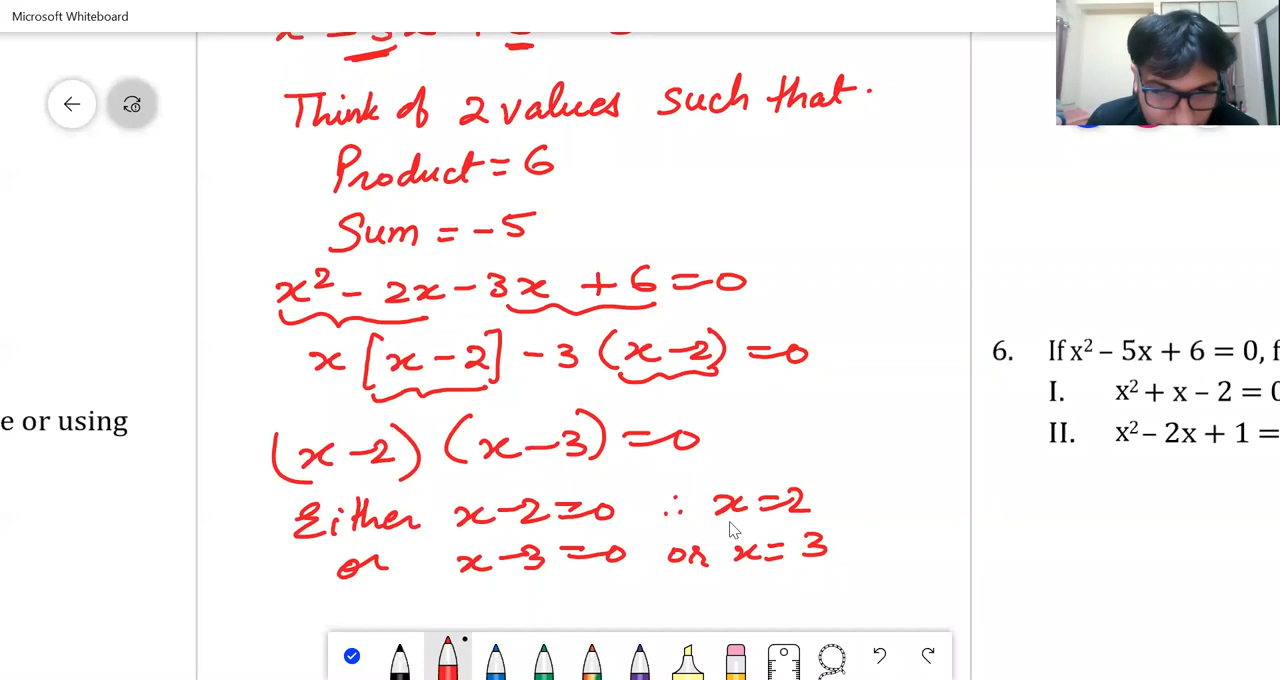 Microsoft Whiteboard
Think of 2 values such that.
Product = 6
Sum = -5
x² - 2x - 3x + 6 = 0
x [x - 2] - 3 (x - 2) = 0
(x - 2) (x - 3) = 0
Either x - 2 = 0 ∴ x = 2
or x - 3 = 0 or x = 3
e or using
6. If x² – 5x + 6 = 0, f
I. x² + x – 2 = 0
II. x² – 2x + 1 =